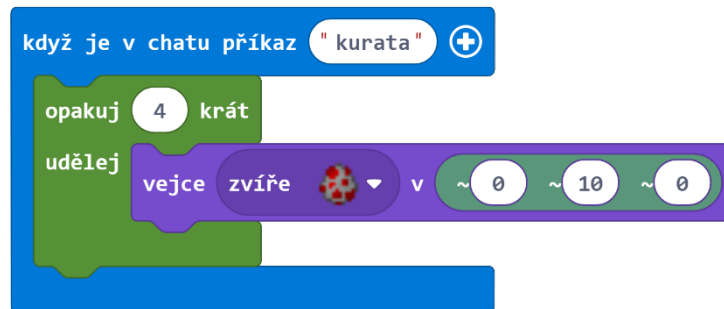 když je v chatu příkaz "kurata"
opakuj 4 krát
udělej
vejce zvíře v ~0 ~10 ~0